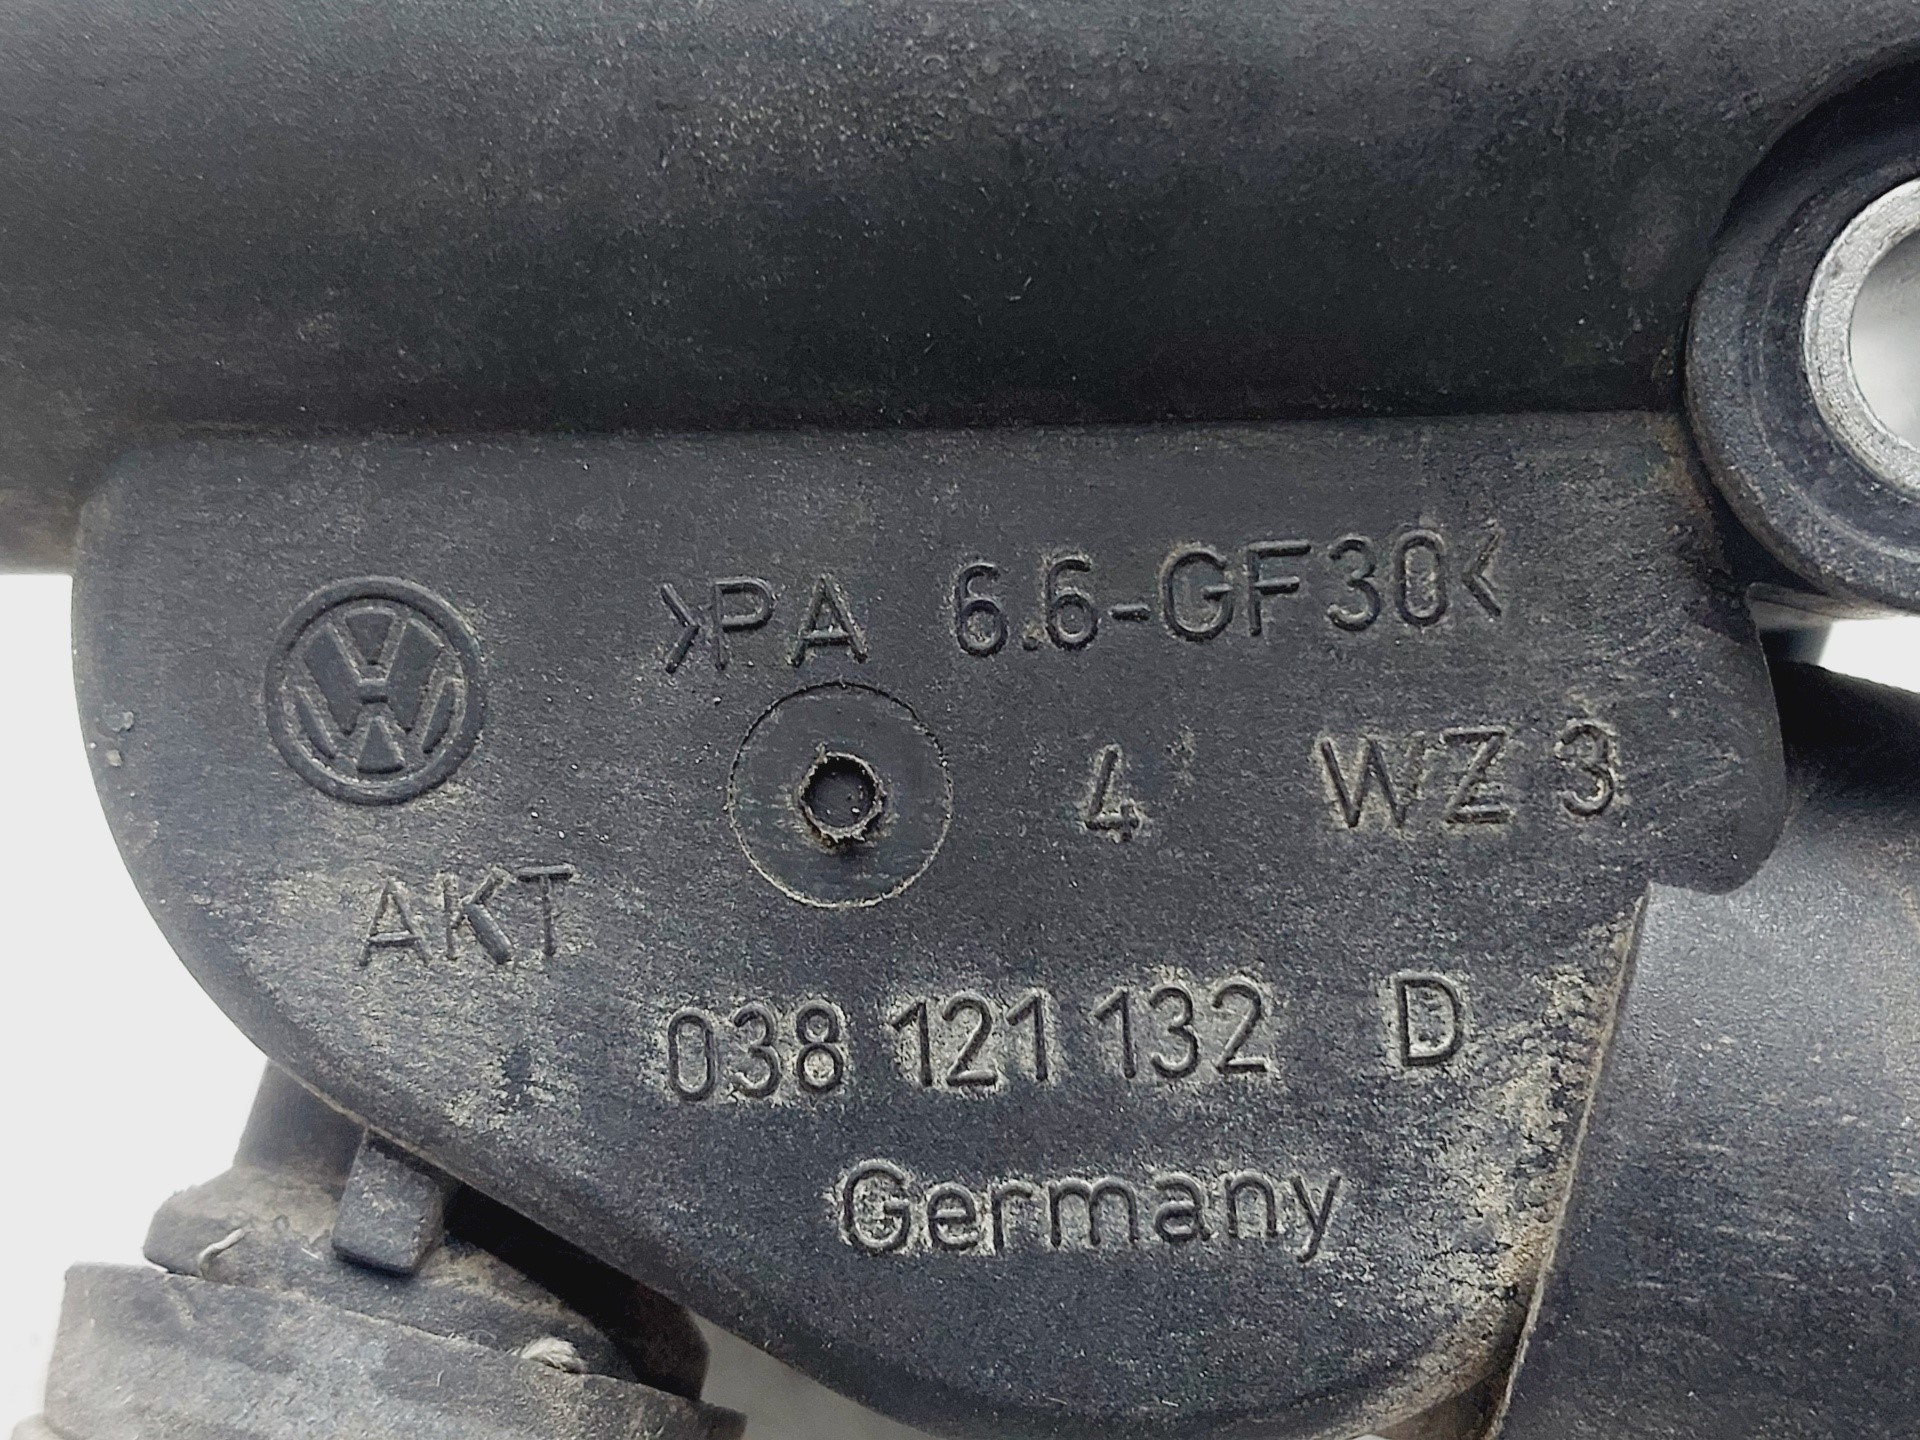 >PA 6.6-GF30<
4 WZ 3
AKT
038 121 132 D
Germany